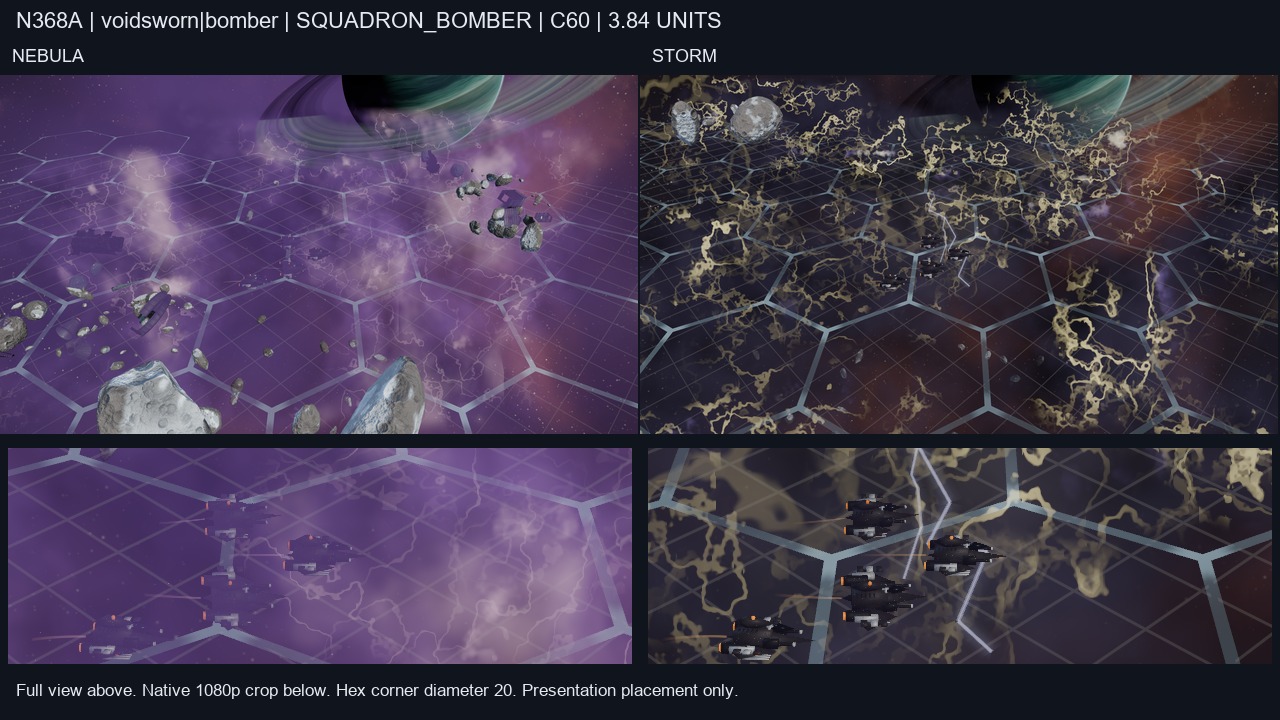 N368A | voidsworn|bomber | SQUADRON_BOMBER | C60 | 3.84 UNITS
NEBULA
STORM
Full view above. Native 1080p crop below. Hex corner diameter 20. Presentation placement only.